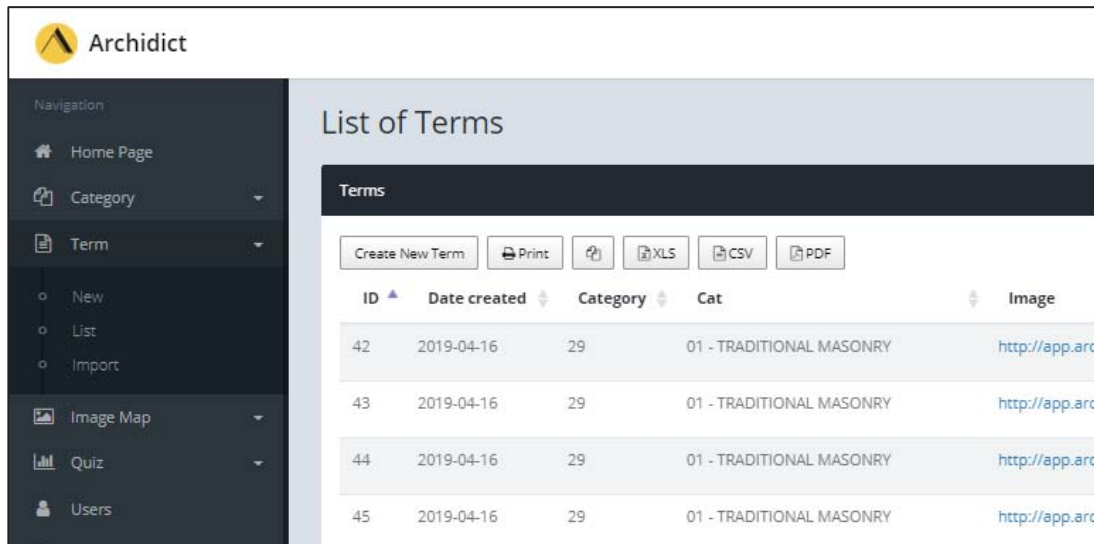 Archidict
Navigation
Home Page
Category
Term
New
List
Import
Image Map
Quiz
Users
List of Terms
Terms
Create New Term Print XLS CSV PDF
ID Date created Category Cat Image
42 2019-04-16 29 01 - TRADITIONAL MASONRY http://app.arc
43 2019-04-16 29 01 - TRADITIONAL MASONRY http://app.arc
44 2019-04-16 29 01 - TRADITIONAL MASONRY http://app.arc
45 2019-04-16 29 01 - TRADITIONAL MASONRY http://app.arc